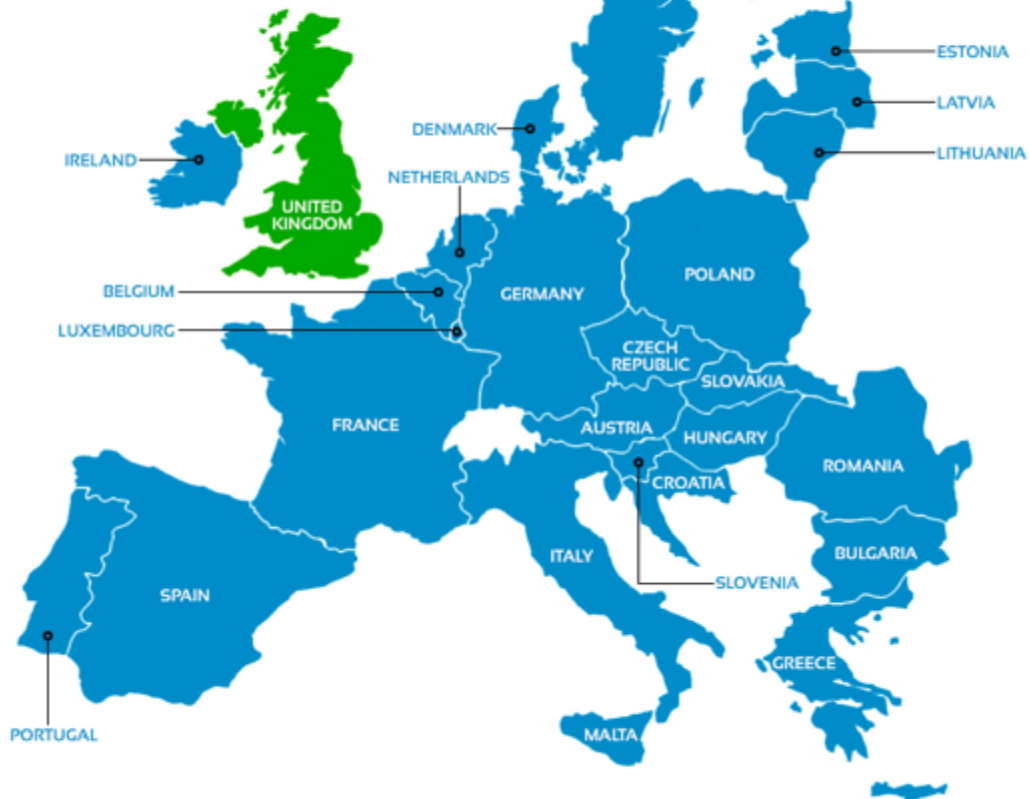 ESTONIA
LATVIA
DENMARK
LITHUANIA
IRELAND
NETHERLANDS
UNITED
KINGDOM
POLAND
BELGIUM
GERMANY
LUXEMBOURG
CZECH
REPUBLIC
SLOVAKIA
FRANCE
AUSTRIA
HUNGARY
ROMANIA
CROATIA
BULGARIA
ITALY
SLOVENIA
SPAIN
GREECE
PORTUGAL
MALTA